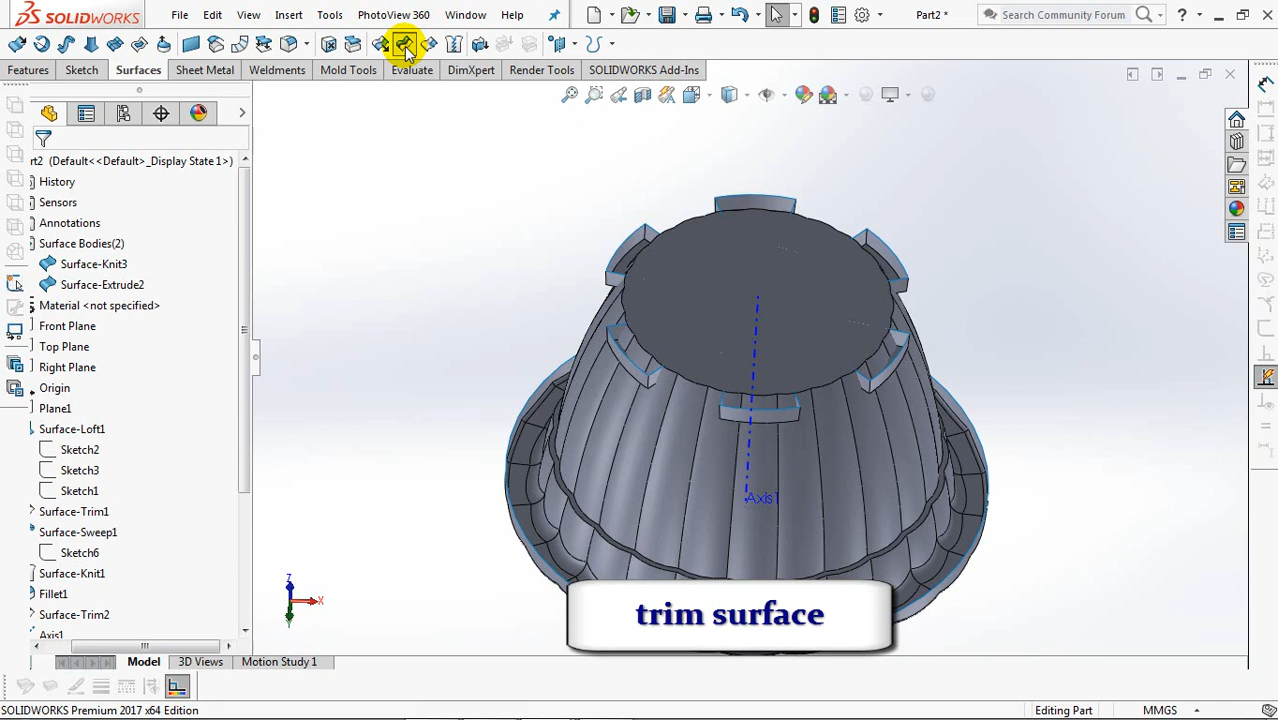 SOLIDWORKS File Edit View Insert Tools PhotoView 360 Window Help Part2 * Search Community Forum ?
Features Sketch Surfaces Sheet Metal Weldments Mold Tools Evaluate DimXpert Render Tools SOLIDWORKS Add-Ins
rt2 (Default<<Default>_Display State 1>)
History
Sensors
Annotations
Surface Bodies(2)
Surface-Knit3
Surface-Extrude2
Material <not specified>
Front Plane
Top Plane
Right Plane
Origin
Plane1
Surface-Loft1
Sketch2
Sketch3
Sketch1
Surface-Trim1
Surface-Sweep1
Sketch6
Surface-Knit1
Fillet1
Surface-Trim2
Axis1
Axis1
Z
X
Y
trim surface
Model 3D Views Motion Study 1
SOLIDWORKS Premium 2017 x64 Edition Editing Part MMGS